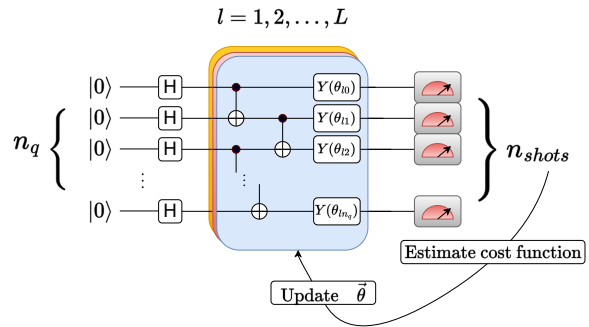 l = 1, 2, . . . , L
|0⟩ H Y(θ_{l0})
|0⟩ H Y(θ_{l1})
|0⟩ H Y(θ_{l2})
n_q
n_{shots}
⋮ ...
|0⟩ H Y(θ_{ln_q})
Estimate cost function
Update \vec{θ}